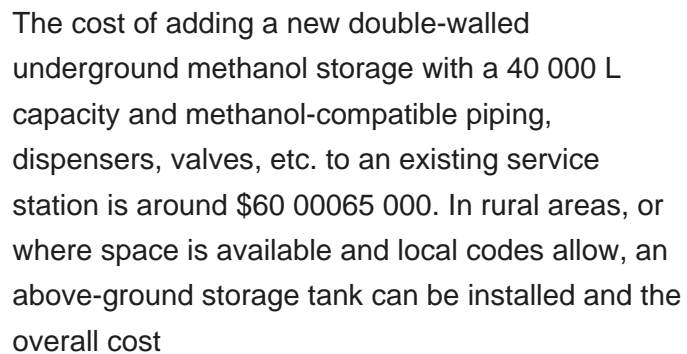 The cost of adding a new double-walled
underground methanol storage with a 40 000 L
capacity and methanol-compatible piping,
dispensers, valves, etc. to an existing service
station is around $60 00065 000. In rural areas, or
where space is available and local codes allow, an
above-ground storage tank can be installed and the
overall cost